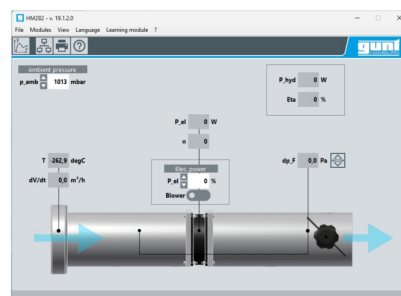 HM282 - v. 19.1.2.0
File Modules View Language Learning module ?
gunt
Ambient pressure
p_amb 1013 mbar
P_hyd 0 W
Eta 0 %
P_el 0 W
n 0
T -262,9 degC
dV/dt 0,0 m³/h
Elec. power
P_el 0 %
Blower
dp_F 0,0 Pa